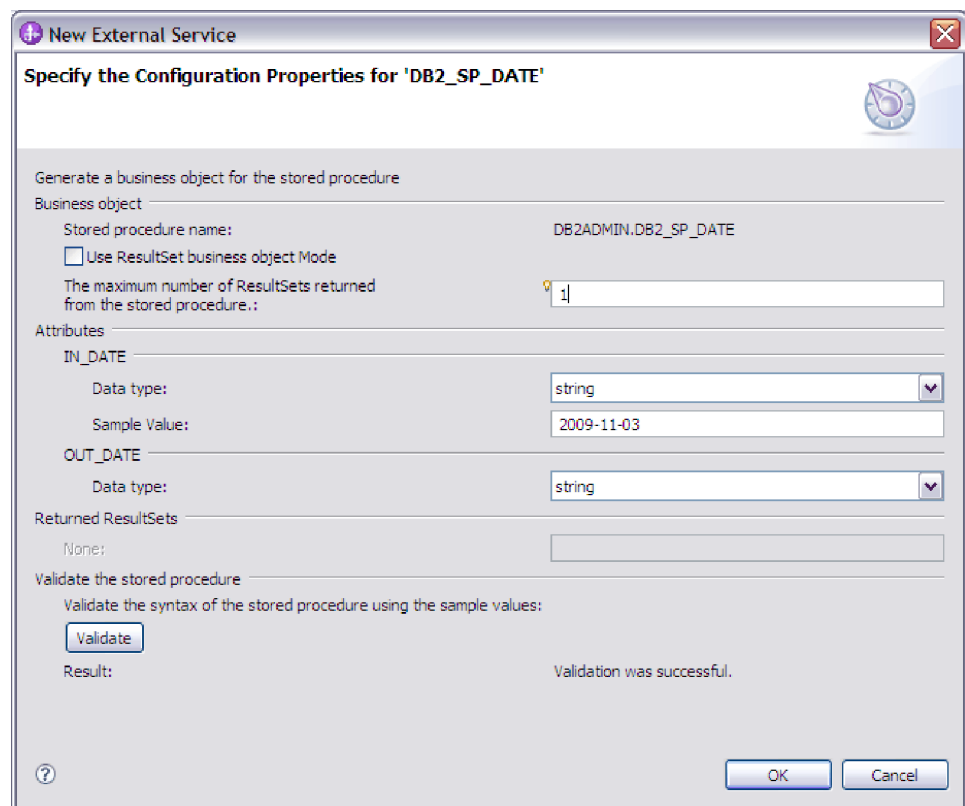 New External Service
Specify the Configuration Properties for 'DB2_SP_DATE'
Generate a business object for the stored procedure
Business object
Stored procedure name: DB2ADMIN.DB2_SP_DATE
Use ResultSet business object Mode
The maximum number of ResultSets returned
from the stored procedure.: 1
Attributes
IN_DATE
Data type: string
Sample Value: 2009-11-03
OUT_DATE
Data type: string
Returned ResultSets
None:
Validate the stored procedure
Validate the syntax of the stored procedure using the sample values:
Validate
Result: Validation was successful.
? OK Cancel